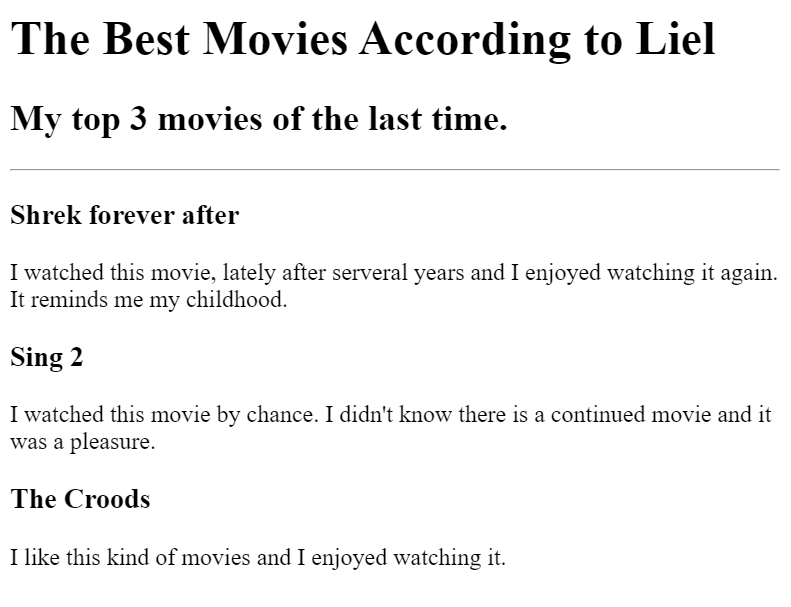 The Best Movies According to Liel
My top 3 movies of the last time.
Shrek forever after
I watched this movie, lately after serveral years and I enjoyed watching it again.
It reminds me my childhood.
Sing 2
I watched this movie by chance. I didn't know there is a continued movie and it
was a pleasure.
The Croods
I like this kind of movies and I enjoyed watching it.